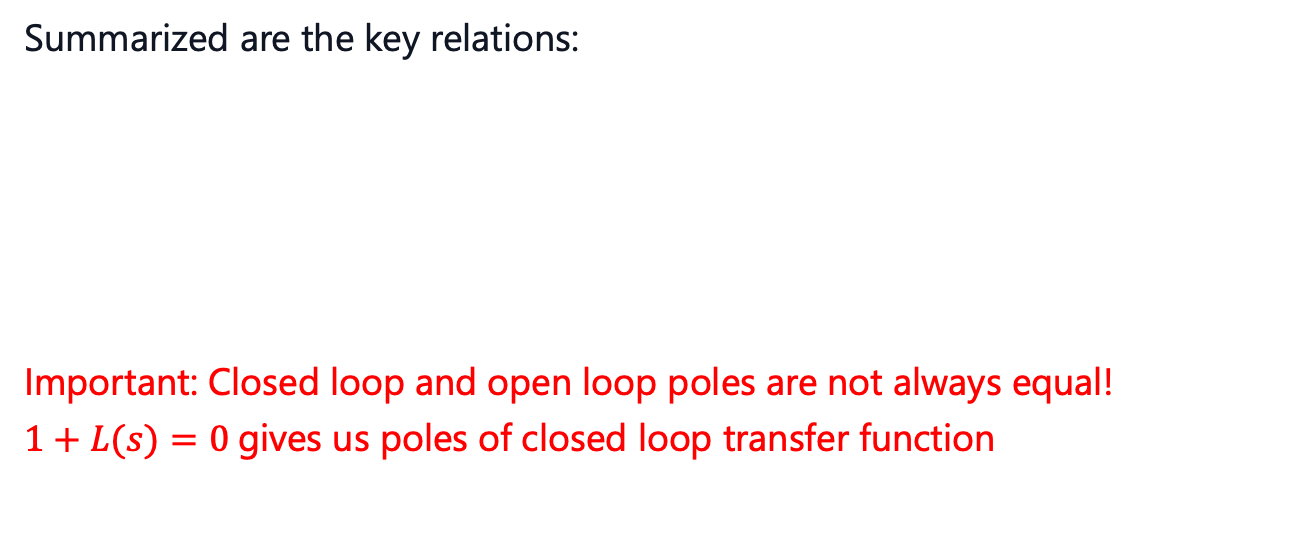 Summarized are the key relations:
Important: Closed loop and open loop poles are not always equal!
1 + L(s) = 0 gives us poles of closed loop transfer function